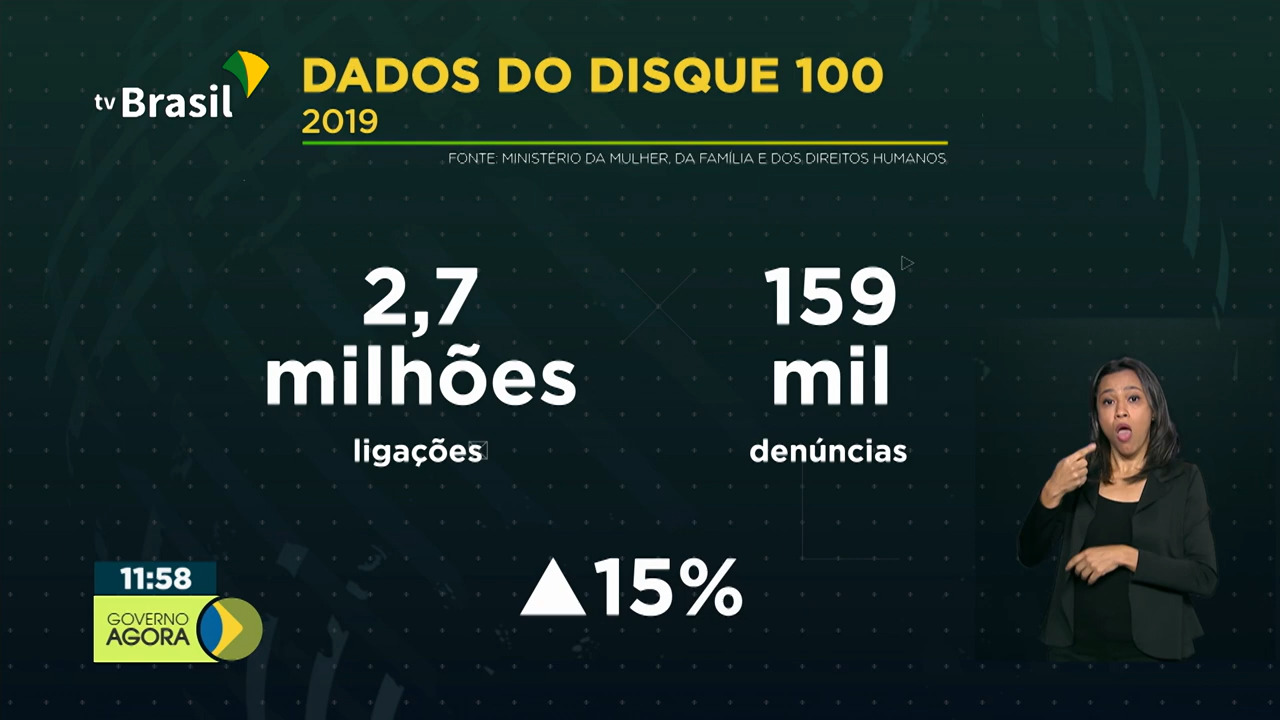 tv Brasil
DADOS DO DISQUE 100
2019
FONTE: MINISTÉRIO DA MULHER, DA FAMÍLIA E DOS DIREITOS HUMANOS
2,7
milhões
ligações
159
mil
denúncias
▲15%
11:58
GOVERNO
AGORA